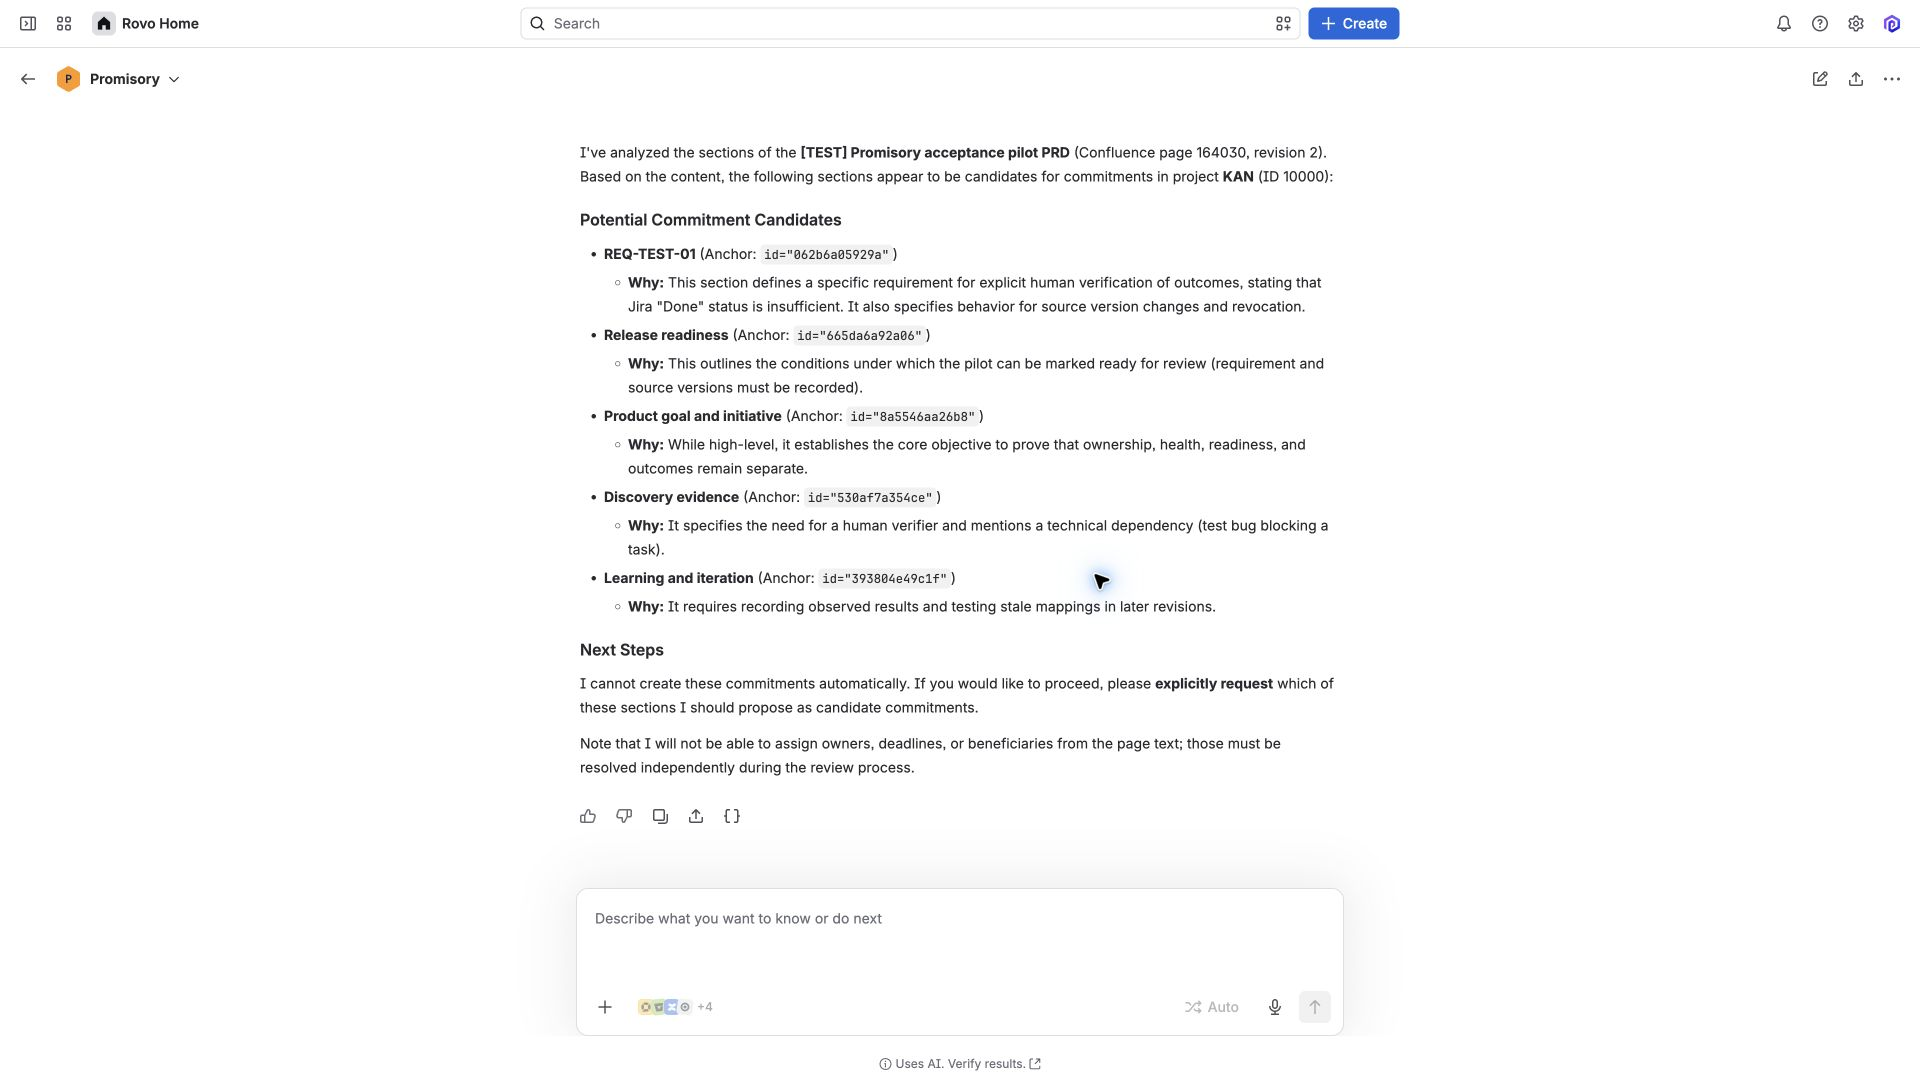 Rovo Home
Search
Create
P
Promisory
I've analyzed the sections of the [TEST] Promisory acceptance pilot PRD (Confluence page 164030, revision 2).
Based on the content, the following sections appear to be candidates for commitments in project KAN (ID 10000):
Potential Commitment Candidates
• REQ-TEST-01 (Anchor: id="062b6a05929a")
◦ Why: This section defines a specific requirement for explicit human verification of outcomes, stating that
Jira "Done" status is insufficient. It also specifies behavior for source version changes and revocation.
• Release readiness (Anchor: id="665da6a92a06")
◦ Why: This outlines the conditions under which the pilot can be marked ready for review (requirement and
source versions must be recorded).
• Product goal and initiative (Anchor: id="8a5546aa26b8")
◦ Why: While high-level, it establishes the core objective to prove that ownership, health, readiness, and
outcomes remain separate.
• Discovery evidence (Anchor: id="530af7a354ce")
◦ Why: It specifies the need for a human verifier and mentions a technical dependency (test bug blocking a
task).
• Learning and iteration (Anchor: id="393804e49c1f")
◦ Why: It requires recording observed results and testing stale mappings in later revisions.
Next Steps
I cannot create these commitments automatically. If you would like to proceed, please explicitly request which of
these sections I should propose as candidate commitments.
Note that I will not be able to assign owners, deadlines, or beneficiaries from the page text; those must be
resolved independently during the review process.
Describe what you want to know or do next
+4
Auto
Uses AI. Verify results.